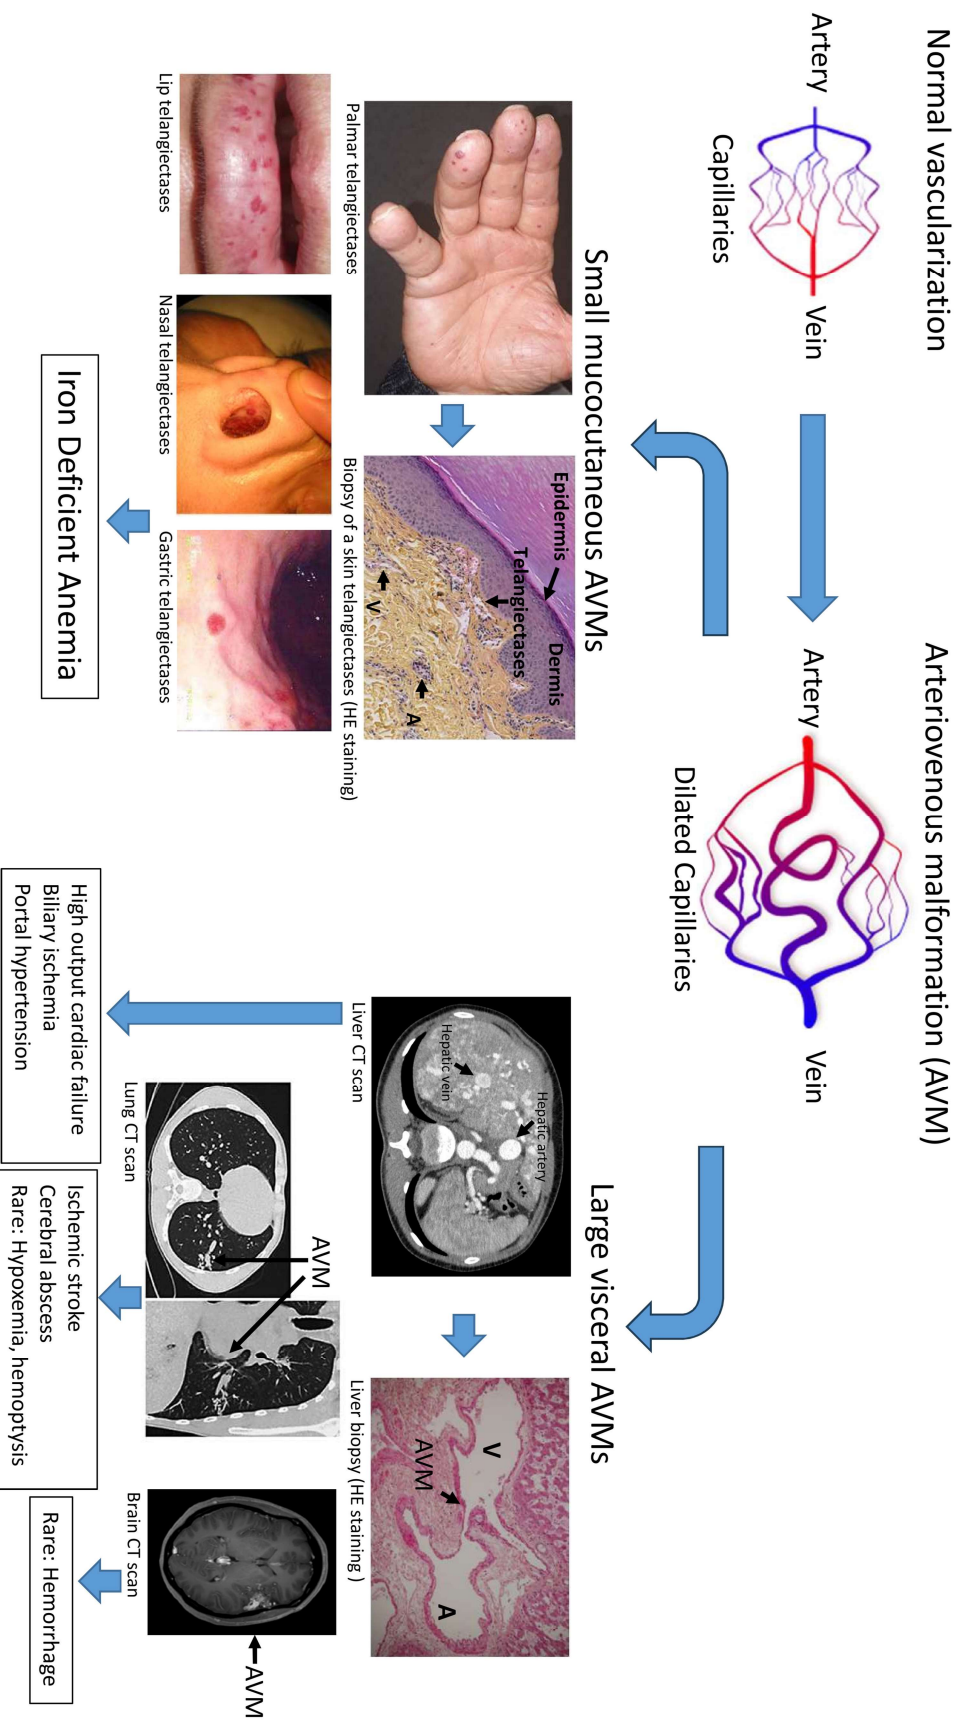 Normal vascularization
Arteriovenous malformation (AVM)
Artery
Vein
Capillaries
Artery
Vein
Dilated Capillaries
Small mucocutaneous AVMs
Large visceral AVMs
Epidermis
Dermis
Telangiectases
V
A
Palmar telangiectases
Biopsy of a skin telangiectases (HE staining)
Hepatic artery
Hepatic vein
Liver CT scan
V
AVM
A
Liver biopsy (HE staining )
Lip telangiectases
Nasal telangiectases
Gastric telangiectases
AVM
Lung CT scan
AVM
Brain CT scan
Iron Deficient Anemia
High output cardiac failure
Biliary ischemia
Portal hypertension
Ischemic stroke
Cerebral abscess
Rare: Hypoxemia, hemoptysis
Rare: Hemorrhage